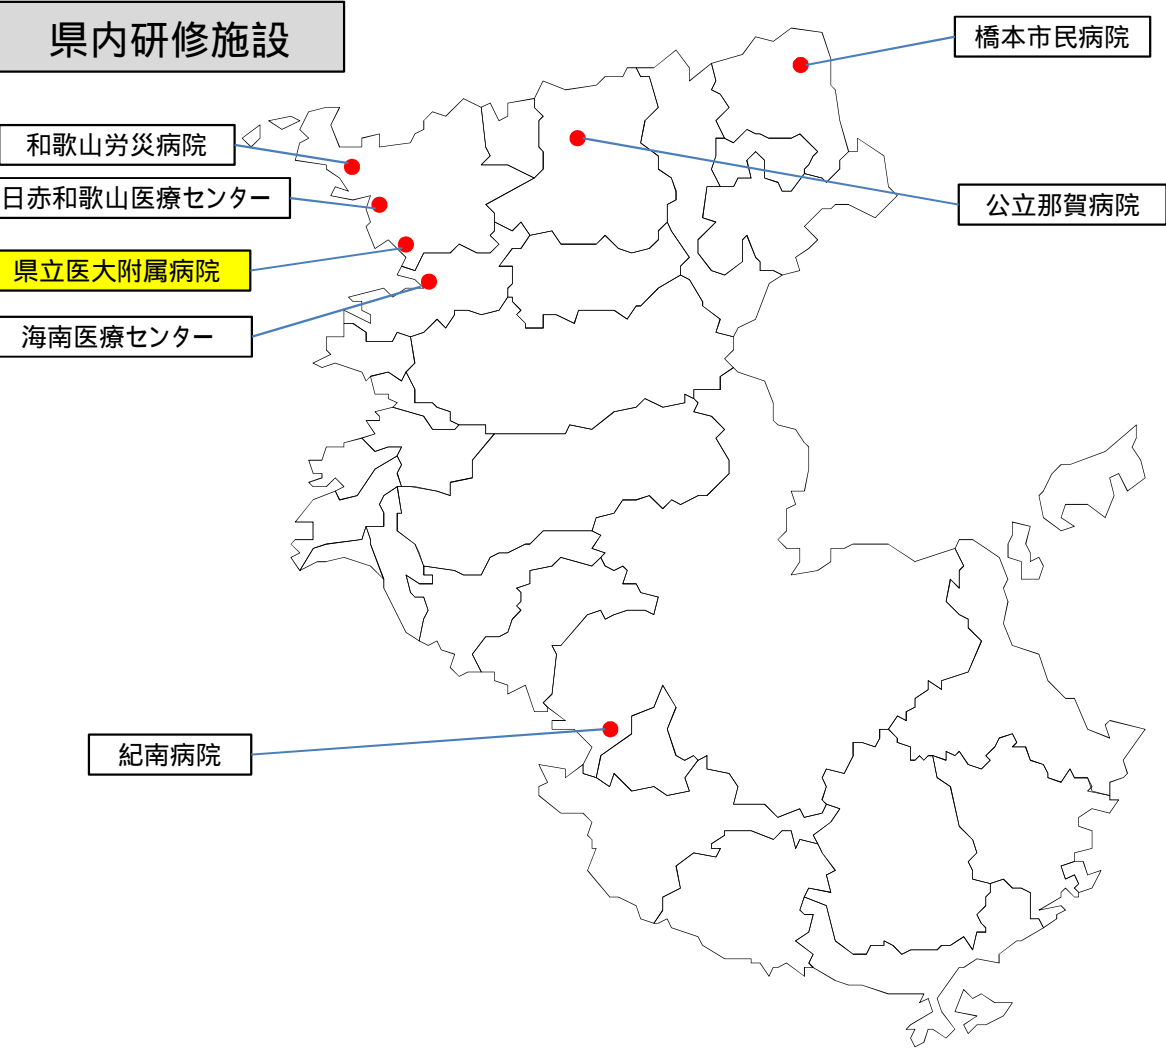 県内研修施設
橋本市民病院
和歌山労災病院
日赤和歌山医療センター
公立那賀病院
県立医大附属病院
海南医療センター
紀南病院